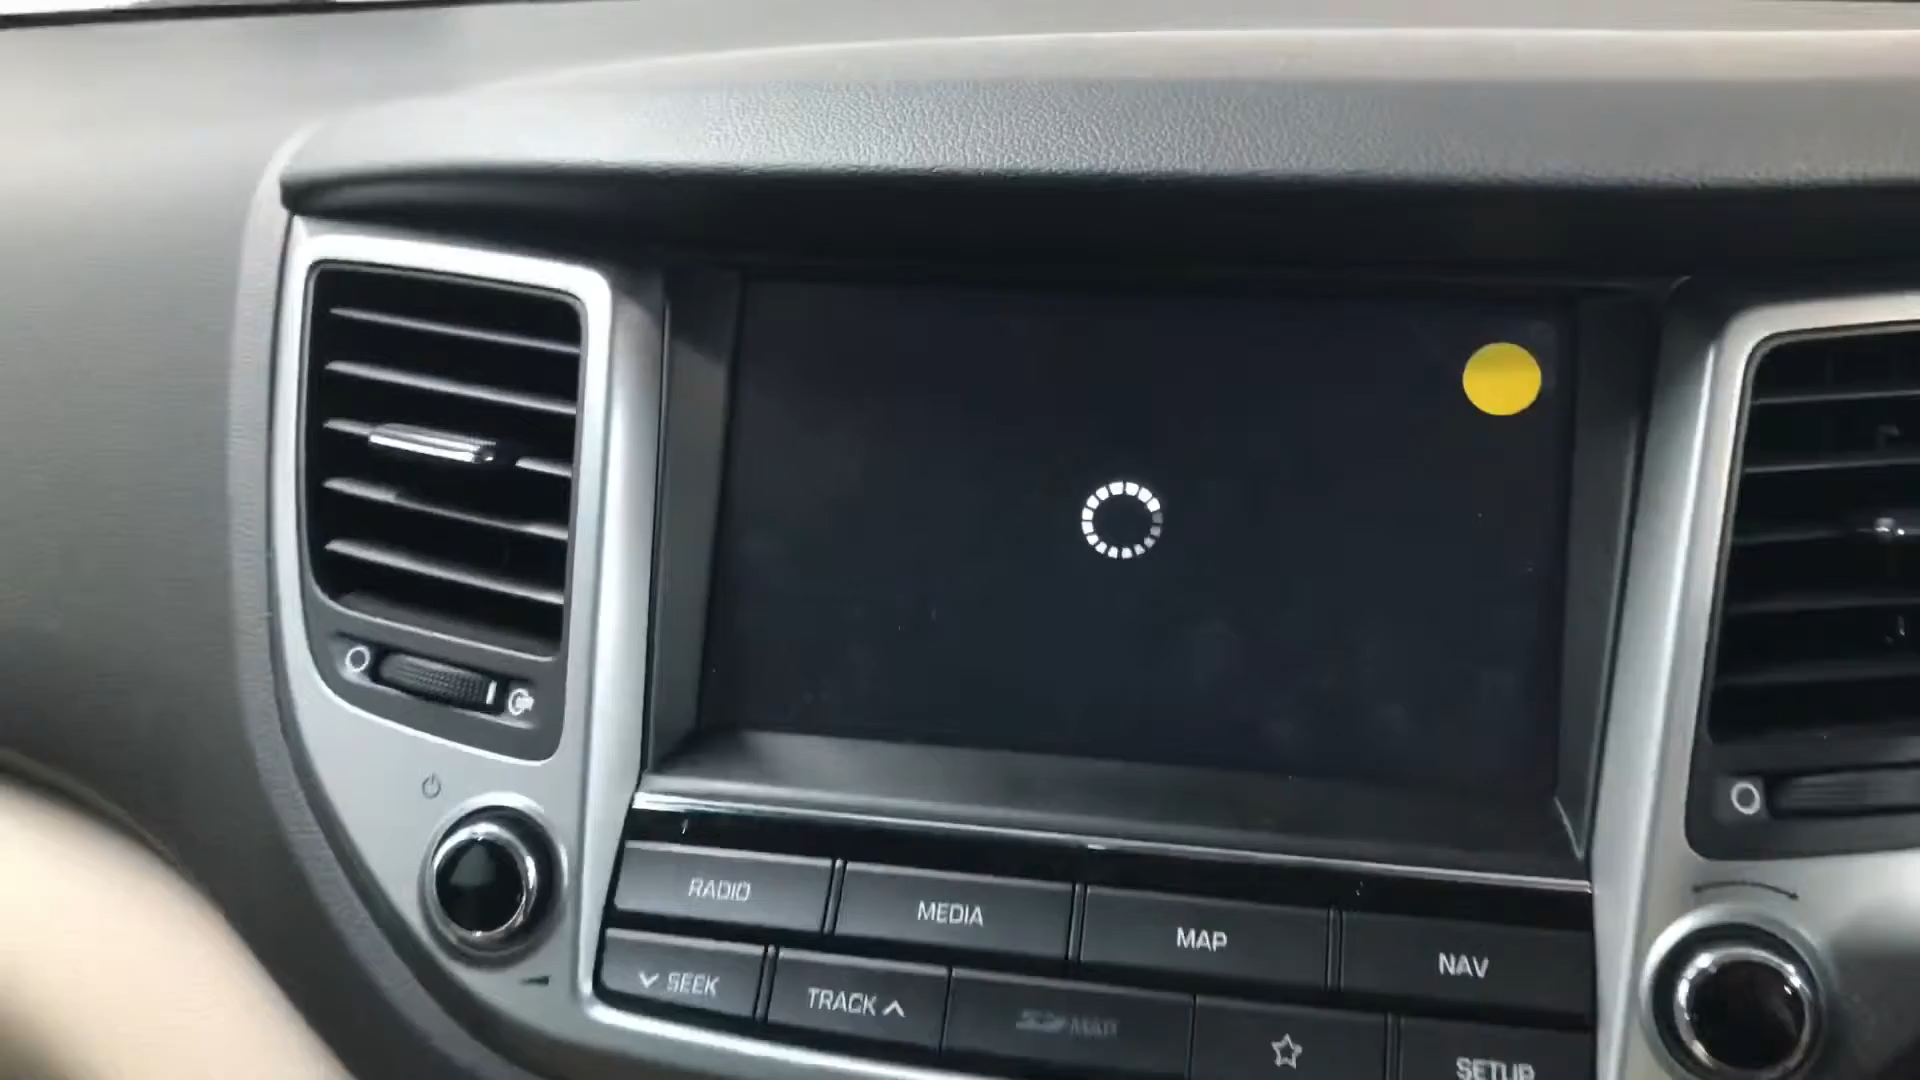 RADIO
MEDIA
MAP
NAV
SEEK
TRACK
MAP
SETUP